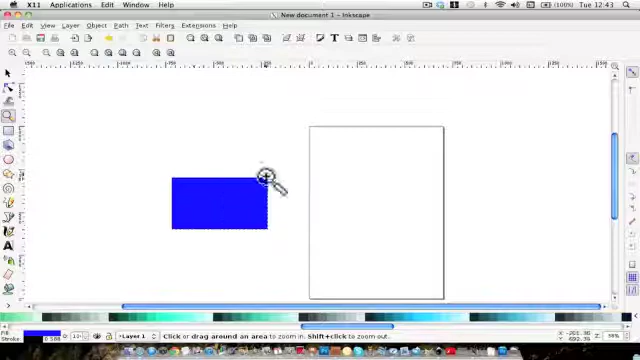 X11 Applications Edit Window Help (100%) Tue 12:43
New document 1 - Inkscape
File Edit View Layer Object Path Text Filters Extensions Help
Fill:
Stroke: Layer 1 Click or drag around an area to zoom in, Shift+click to zoom out.
X:
Y:
Z: